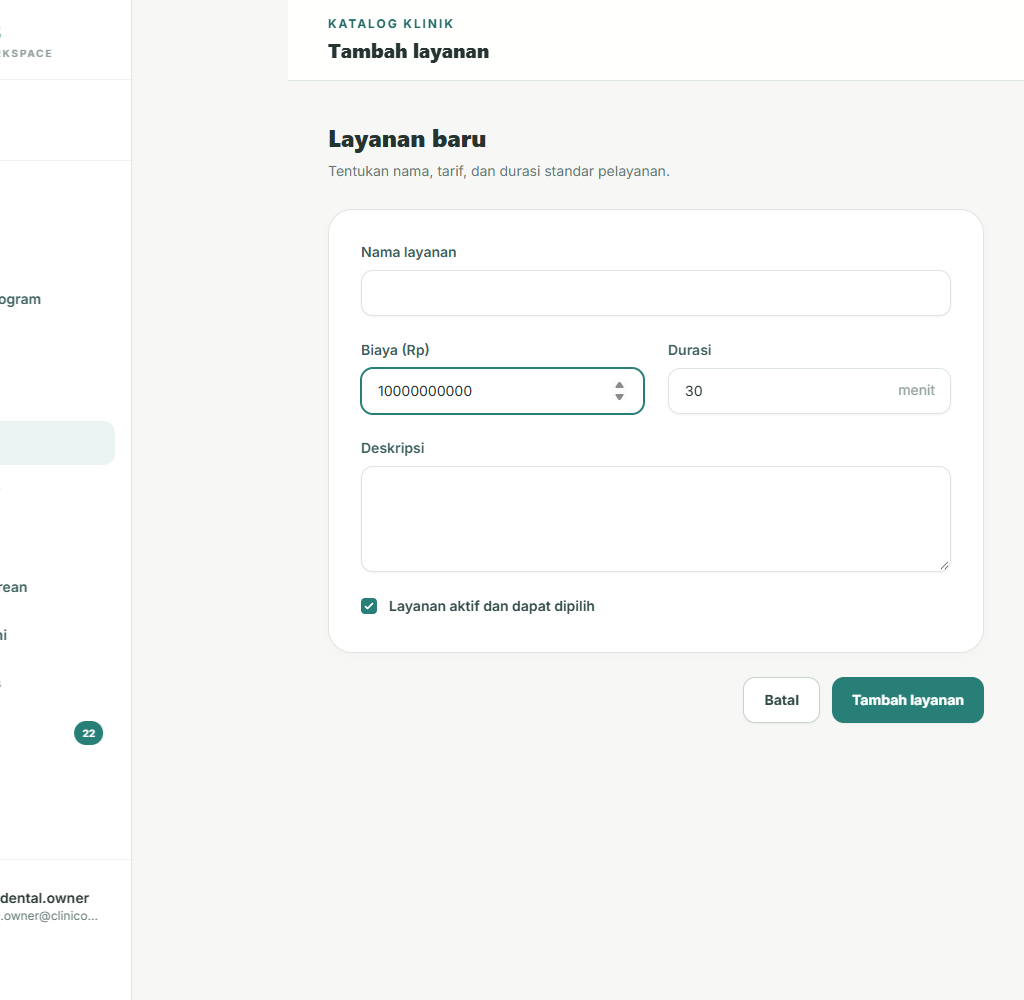 KSPACE
ogram
rean
ni
22
dental.owner
.owner@clinico...
KATALOG KLINIK
Tambah layanan
Layanan baru
Tentukan nama, tarif, dan durasi standar pelayanan.
Nama layanan
Biaya (Rp)
Durasi
10000000000
30
menit
Deskripsi
Layanan aktif dan dapat dipilih
Batal
Tambah layanan